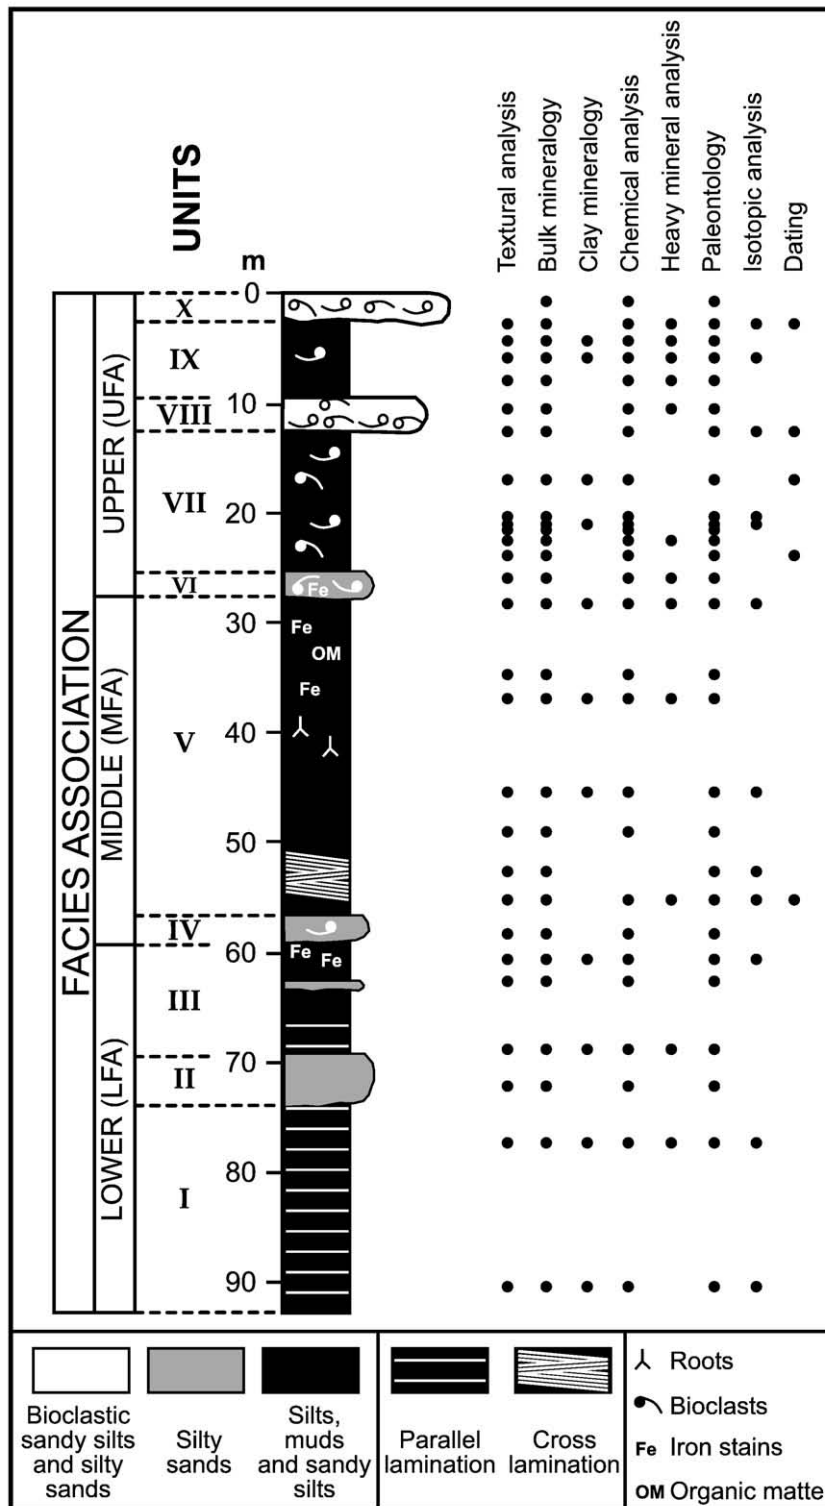 Textural analysis
Bulk mineralogy
Clay mineralogy
Chemical analysis
Heavy mineral analysis
Paleontology
Isotopic analysis
Dating
UNITS
m
FACIES ASSOCIATION
UPPER (UFA)
MIDDLE (MFA)
LOWER (LFA)
X
IX
VIII
VII
VI
V
IV
III
II
I
0
10
20
30
40
50
60
70
80
90
Fe
Fe
OM
Fe
Fe
Fe
Bioclastic
sandy silts
and silty
sands
Silty
sands
Silts,
muds
and sandy
silts
Parallel
lamination
Cross
lamination
Roots
Bioclasts
Fe Iron stains
OM Organic matte